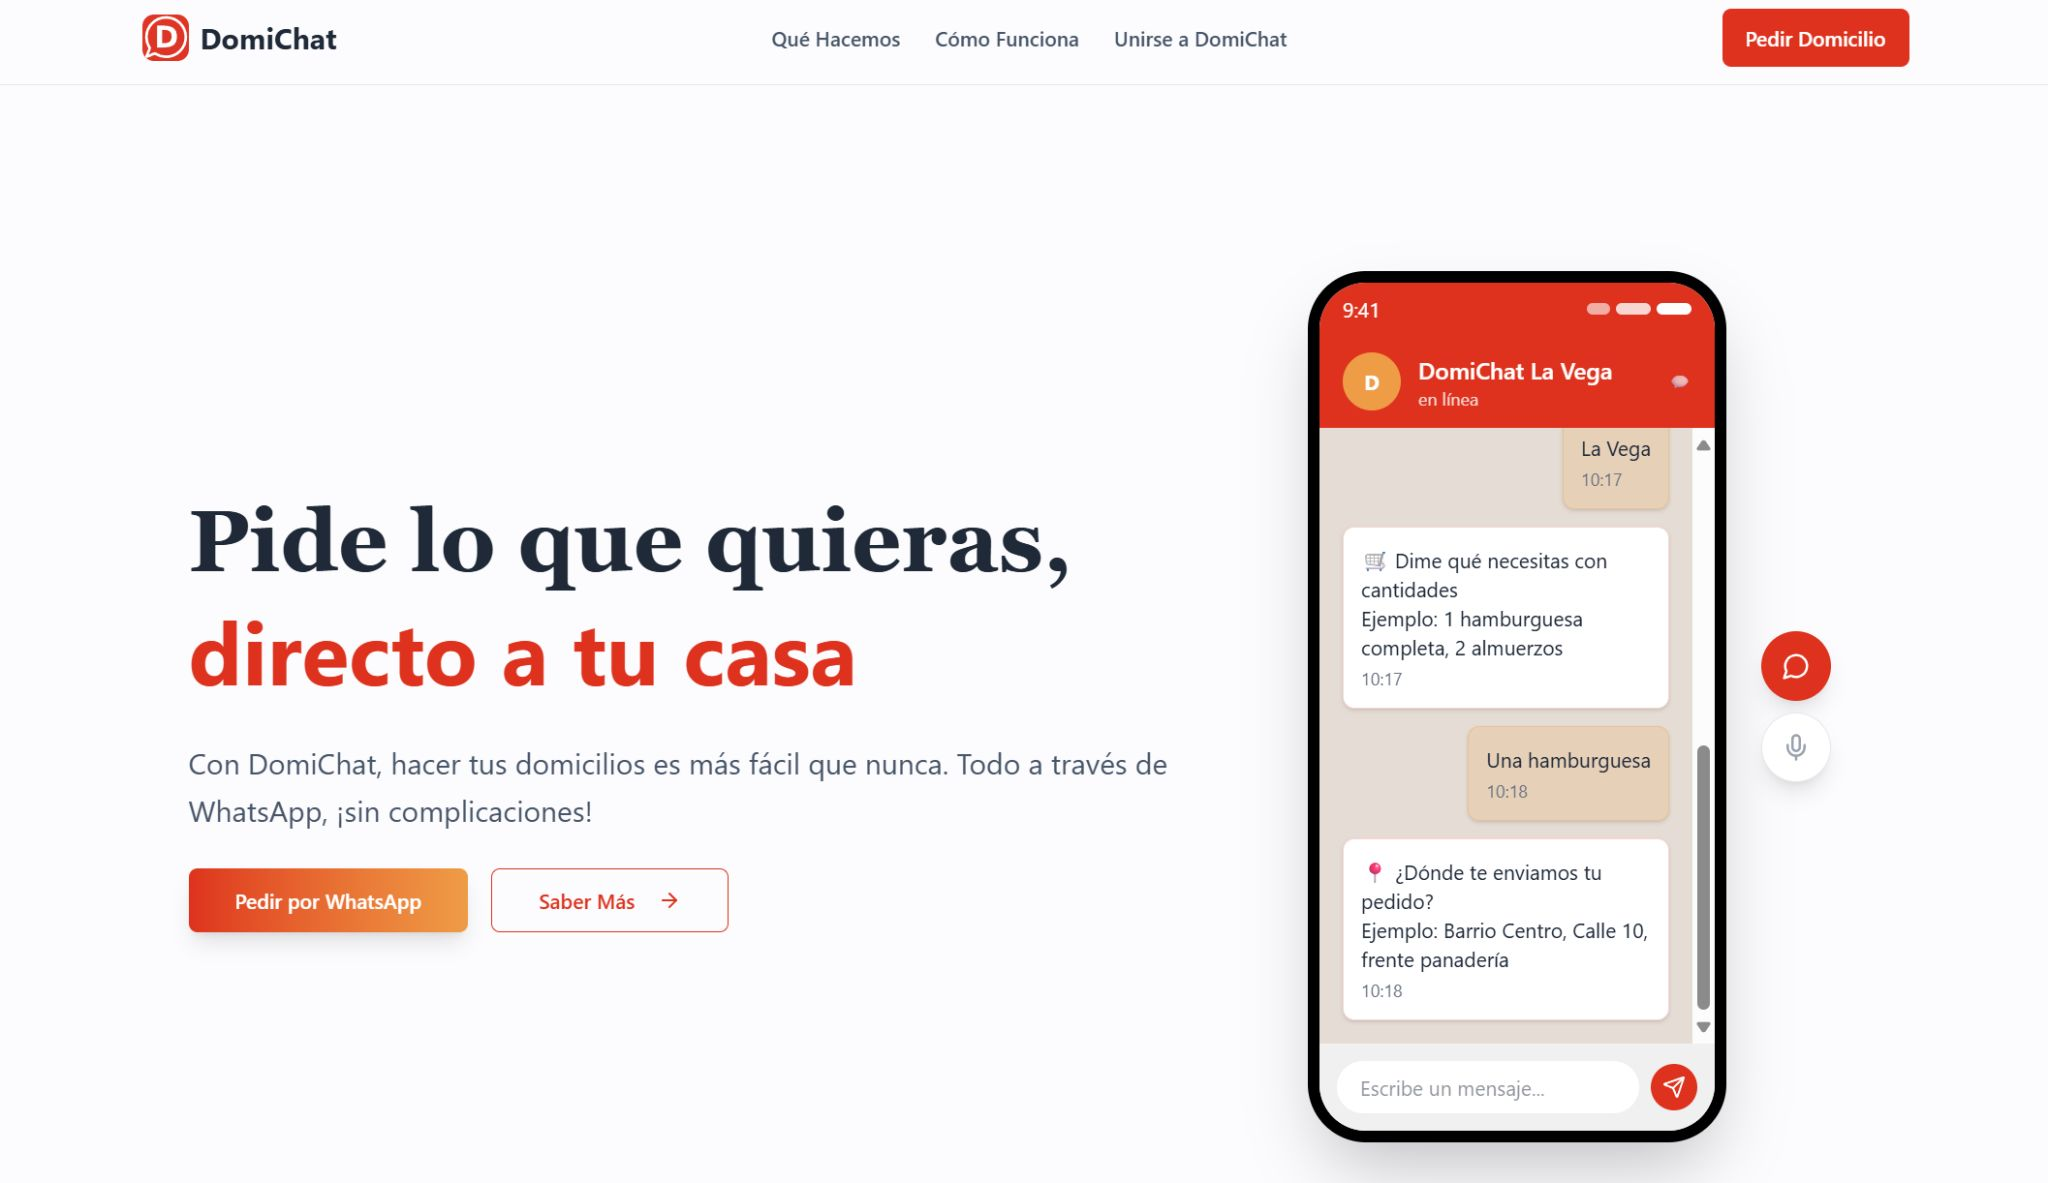 D DomiChat
Qué Hacemos
Cómo Funciona
Unirse a DomiChat
Pedir Domicilio
Pide lo que quieras,
directo a tu casa
Con DomiChat, hacer tus domicilios es más fácil que nunca. Todo a través de
WhatsApp, ¡sin complicaciones!
Pedir por WhatsApp
Saber Más →
9:41
D
DomiChat La Vega
en línea
La Vega
10:17
🛒 Dime qué necesitas con
cantidades
Ejemplo: 1 hamburguesa
completa, 2 almuerzos
10:17
Una hamburguesa
10:18
📍 ¿Dónde te enviamos tu
pedido?
Ejemplo: Barrio Centro, Calle 10,
frente panadería
10:18
Escribe un mensaje...